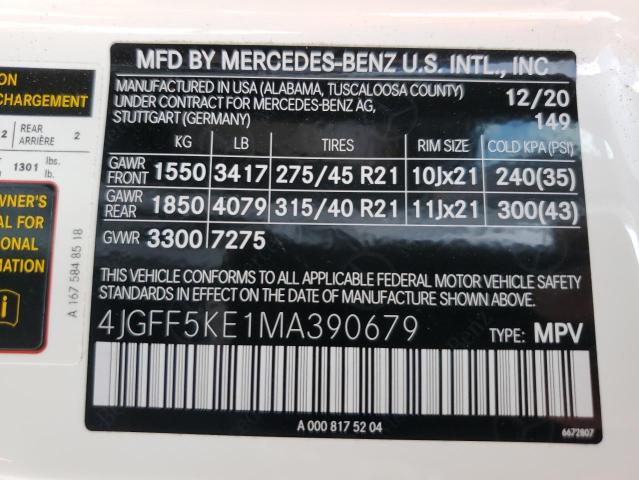 ON
CHARGEMENT
2 REAR ARRIÈRE 2
1301 lbs. lb.
WNER'S
AL FOR
ONAL
MATION
i
A 167 584 85 18
MFD BY MERCEDES-BENZ U.S. INTL., INC
MANUFACTURED IN USA (ALABAMA, TUSCALOOSA COUNTY) 12/20
UNDER CONTRACT FOR MERCEDES-BENZ AG,
STUTTGART (GERMANY) 149
KG LB TIRES RIM SIZE COLD KPA (PSI)
GAWR FRONT 1550 3417 275/45 R21 10Jx21 240(35)
GAWR REAR 1850 4079 315/40 R21 11Jx21 300(43)
GVWR 3300 7275
THIS VEHICLE CONFORMS TO ALL APPLICABLE FEDERAL MOTOR VEHICLE SAFETY
STANDARDS IN EFFECT ON THE DATE OF MANUFACTURE SHOWN ABOVE.
4JGFF5KE1MA390679 TYPE: MPV
A 000 817 52 04
6672807